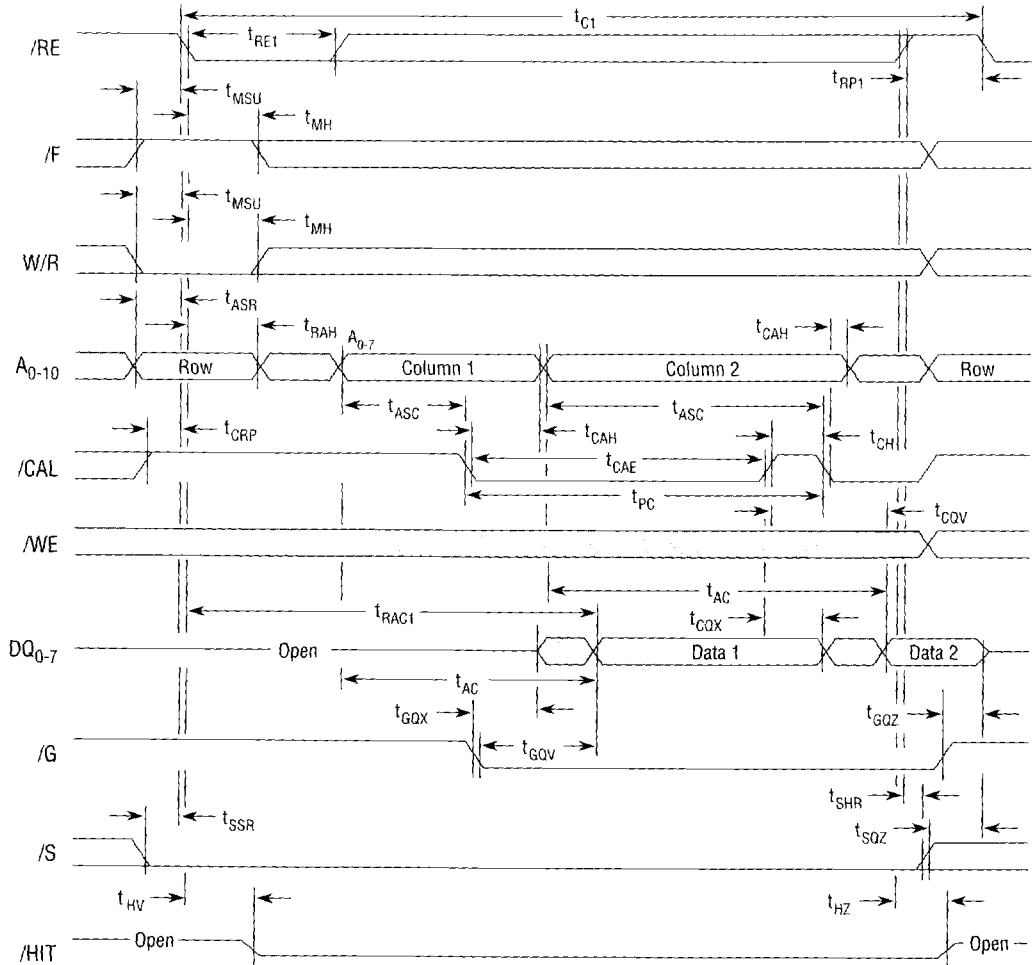 t_C1
/RE
t_RE1
t_RP1
t_MSU
t_MH
/F
t_MSU
t_MH
W/R
t_ASR
t_RAH
A_0-7
t_CAH
A_0-10
Row
Column 1
Column 2
Row
t_ASC
t_ASC
t_CRP
t_CAH
t_CH
/CAL
t_CAE
t_PC
t_CQV
/WE
t_AC
t_RAC1
t_CQX
DQ_0-7
Open
Data 1
Data 2
t_AC
t_GQX
t_GQZ
/G
t_GQV
t_SHR
t_SSR
t_SQZ
/S
t_HV
t_HZ
/HIT
Open
Open